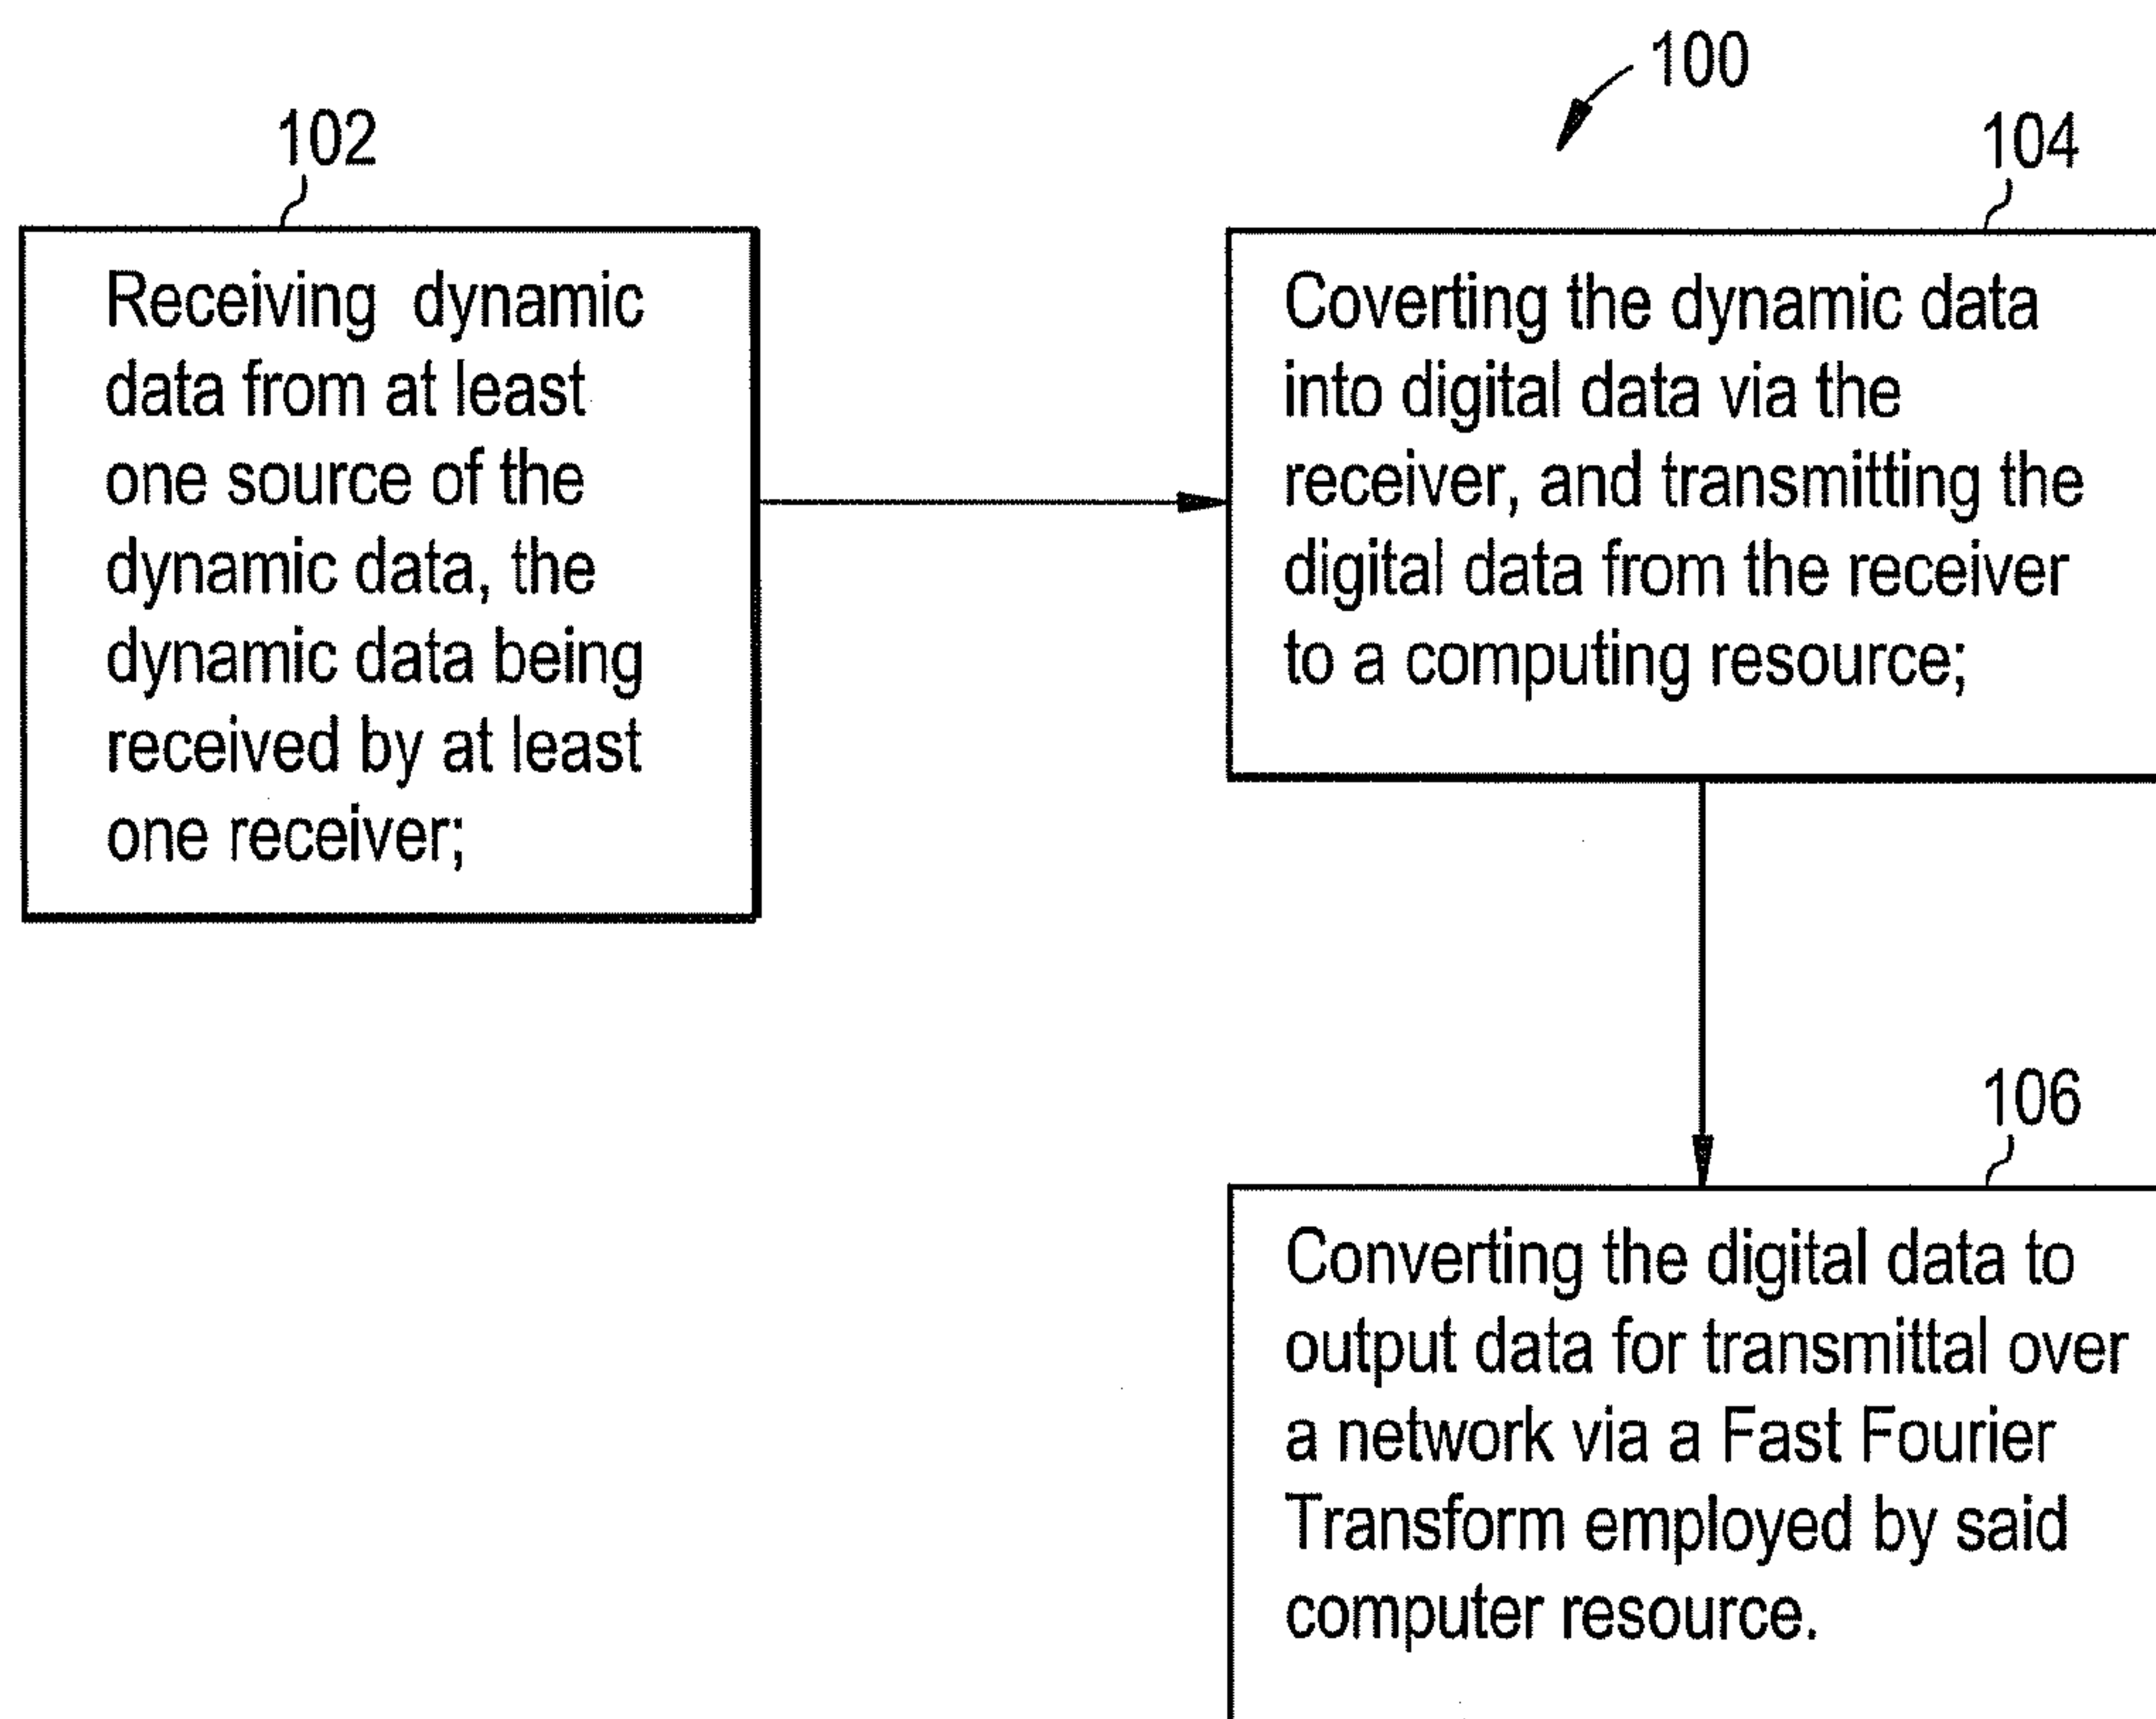 100
102
Receiving dynamic
data from at least
one source of the
dynamic data, the
dynamic data being
received by at least
one receiver;
104
Coverting the dynamic data
into digital data via the
receiver, and transmitting the
digital data from the receiver
to a computing resource;
106
Converting the digital data to
output data for transmittal over
a network via a Fast Fourier
Transform employed by said
computer resource.